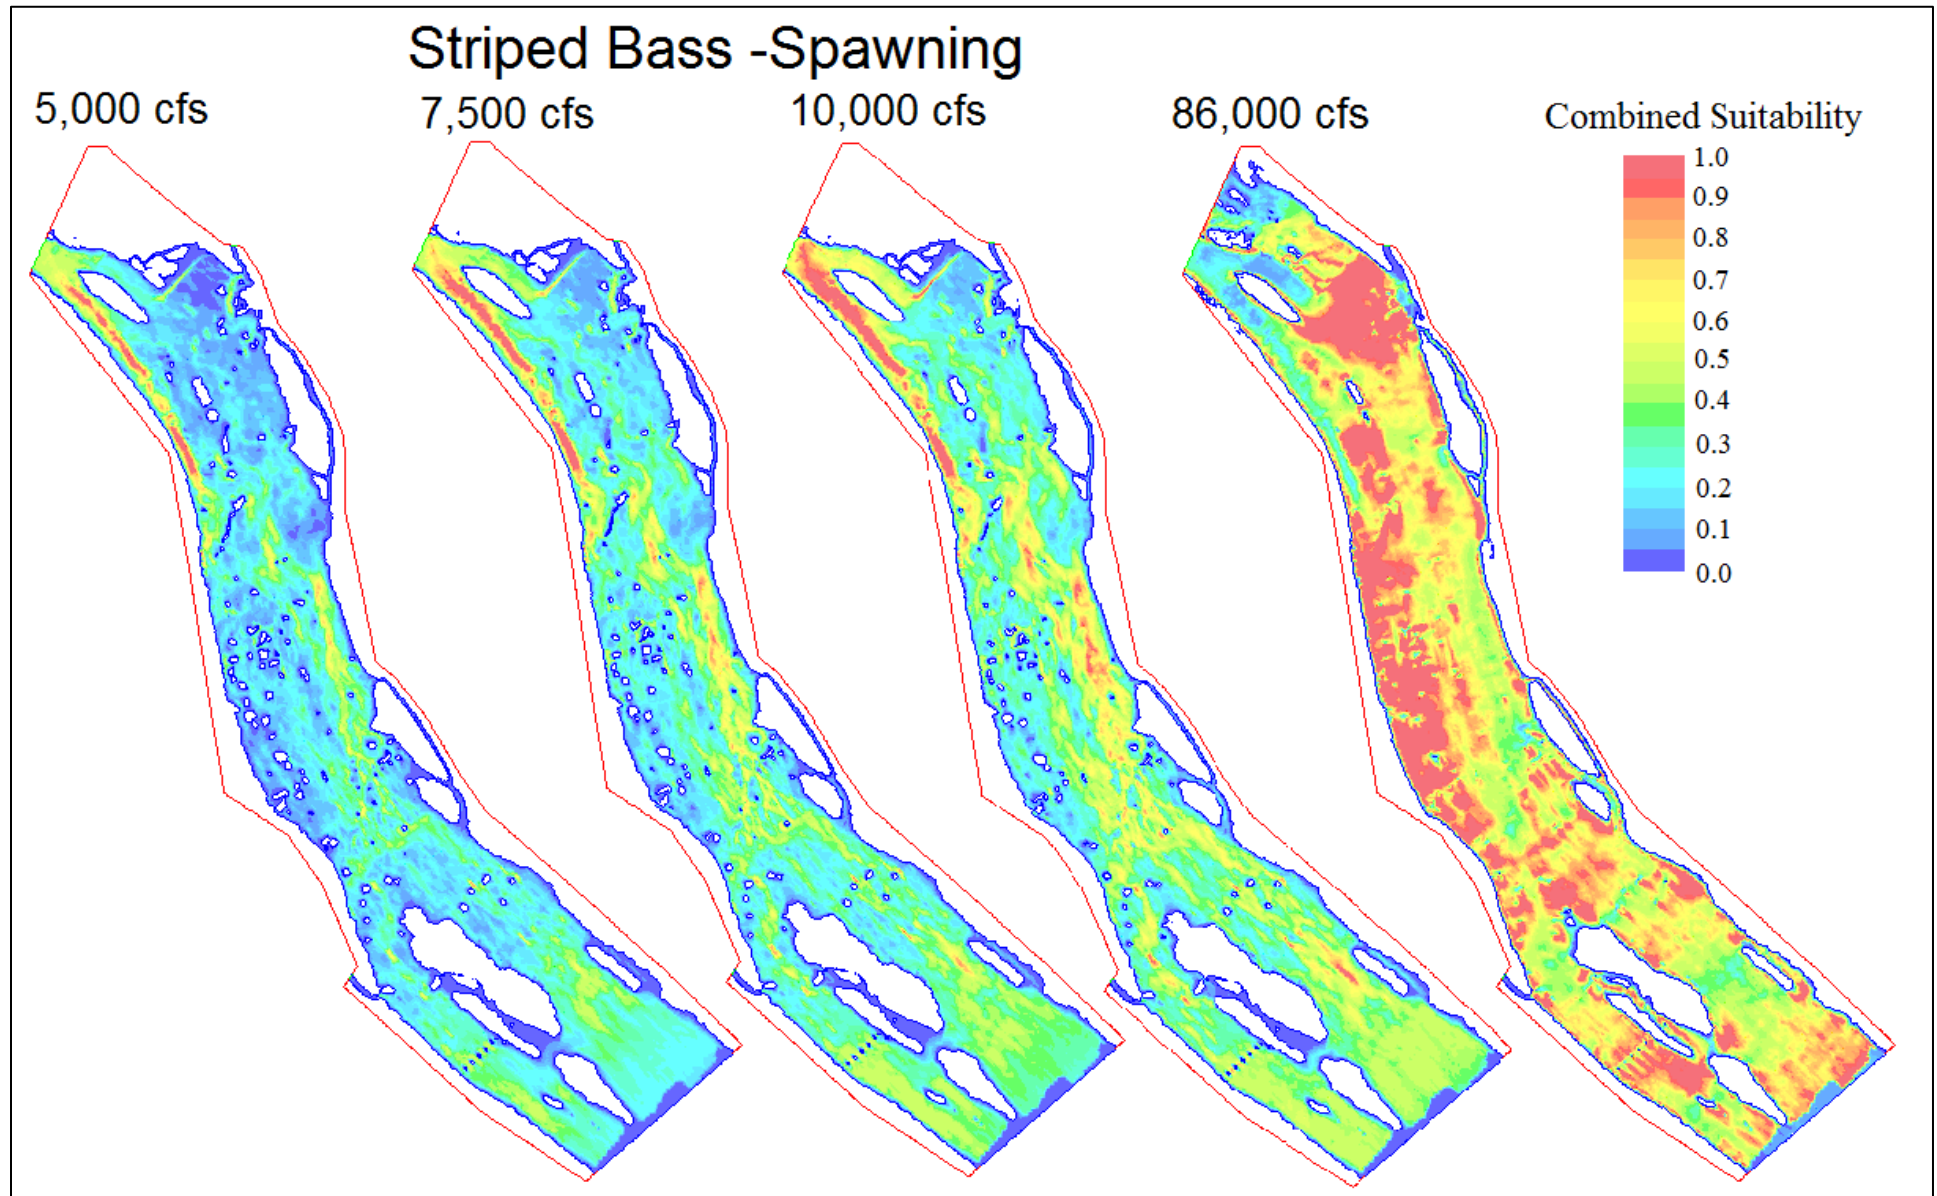 Striped Bass -Spawning
5,000 cfs
7,500 cfs
10,000 cfs
86,000 cfs
Combined Suitability
1.0
0.9
0.8
0.7
0.6
0.5
0.4
0.3
0.2
0.1
0.0